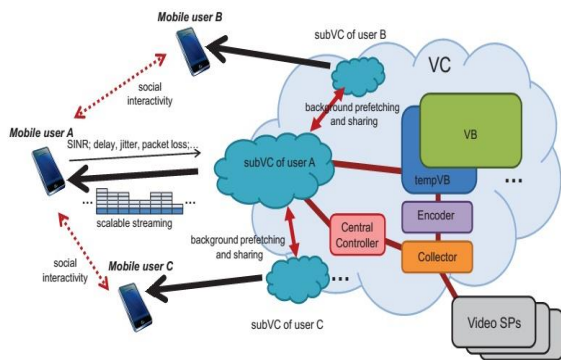 Mobile user B
subVC of user B
VC
social
interactivity
background prefetching
and sharing
VB
Mobile user A
SINR; delay, jitter, packet loss;...
subVC of user A
tempVB
...
Encoder
...
...
scalable streaming
Central
Controller
Collector
background prefetching
and sharing
social
interactivity
Mobile user C
...
subVC of user C
Video SPs